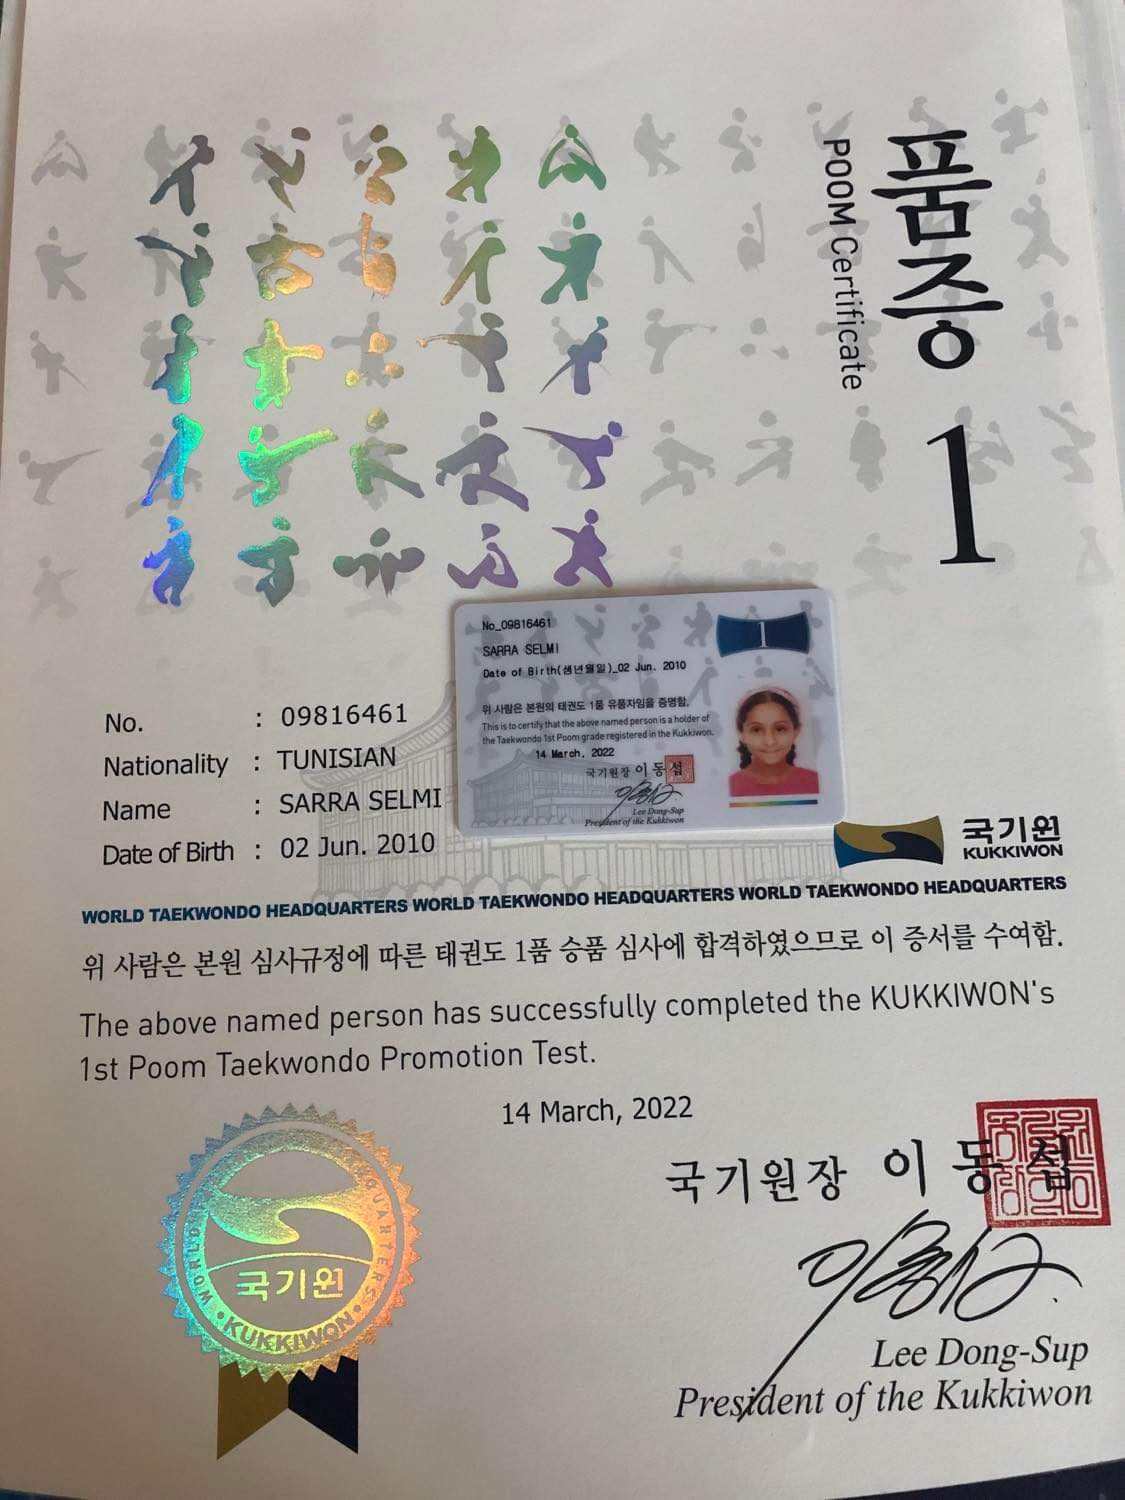 품증
POOM Certificate
1
No_09816461
SARRA SELMI
Date of Birth(생년월일)_02 Jun. 2010
위 사람은 본원의 태권도 1품 유품자임을 증명함.
This is to certify that the above named person is a holder of
the Taekwondo 1st Poom grade registered in the Kukkiwon.
14 March, 2022
국기원장 이동섭
Lee Dong-Sup
President of the Kukkiwon
1
No. : 09816461
Nationality : TUNISIAN
Name : SARRA SELMI
Date of Birth : 02 Jun. 2010
국기원
KUKKIWON
WORLD TAEKWONDO HEADQUARTERS WORLD TAEKWONDO HEADQUARTERS WORLD TAEKWONDO HEADQUARTERS
위 사람은 본원 심사규정에 따른 태권도 1품 승품 심사에 합격하였으므로 이 증서를 수여함.
The above named person has successfully completed the KUKKIWON's
1st Poom Taekwondo Promotion Test.
14 March, 2022
국기원장 이동섭
Lee Dong-Sup
President of the Kukkiwon
국기원
KUKKIWON